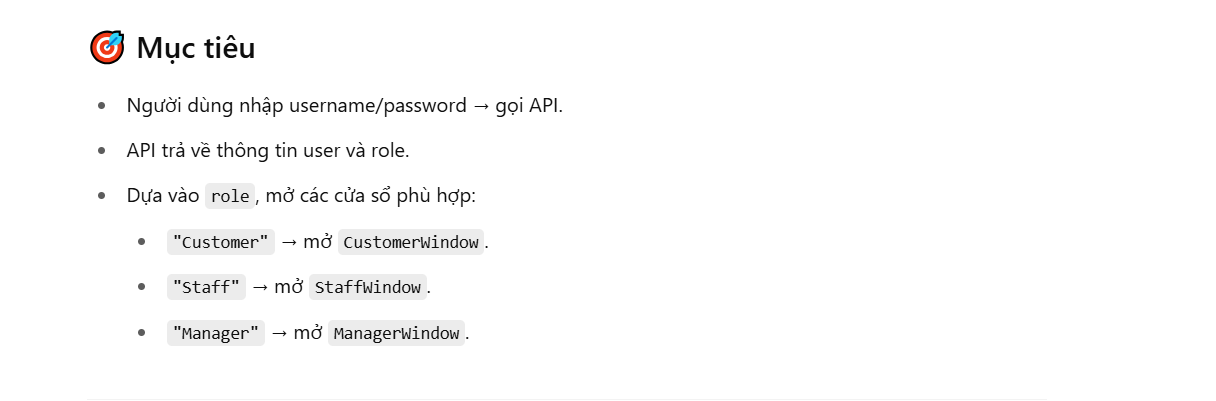 Mục tiêu
Người dùng nhập username/password → gọi API.
API trả về thông tin user và role.
Dựa vào role, mở các cửa sổ phù hợp:
"Customer" → mở CustomerWindow.
"Staff" → mở StaffWindow.
"Manager" → mở ManagerWindow.